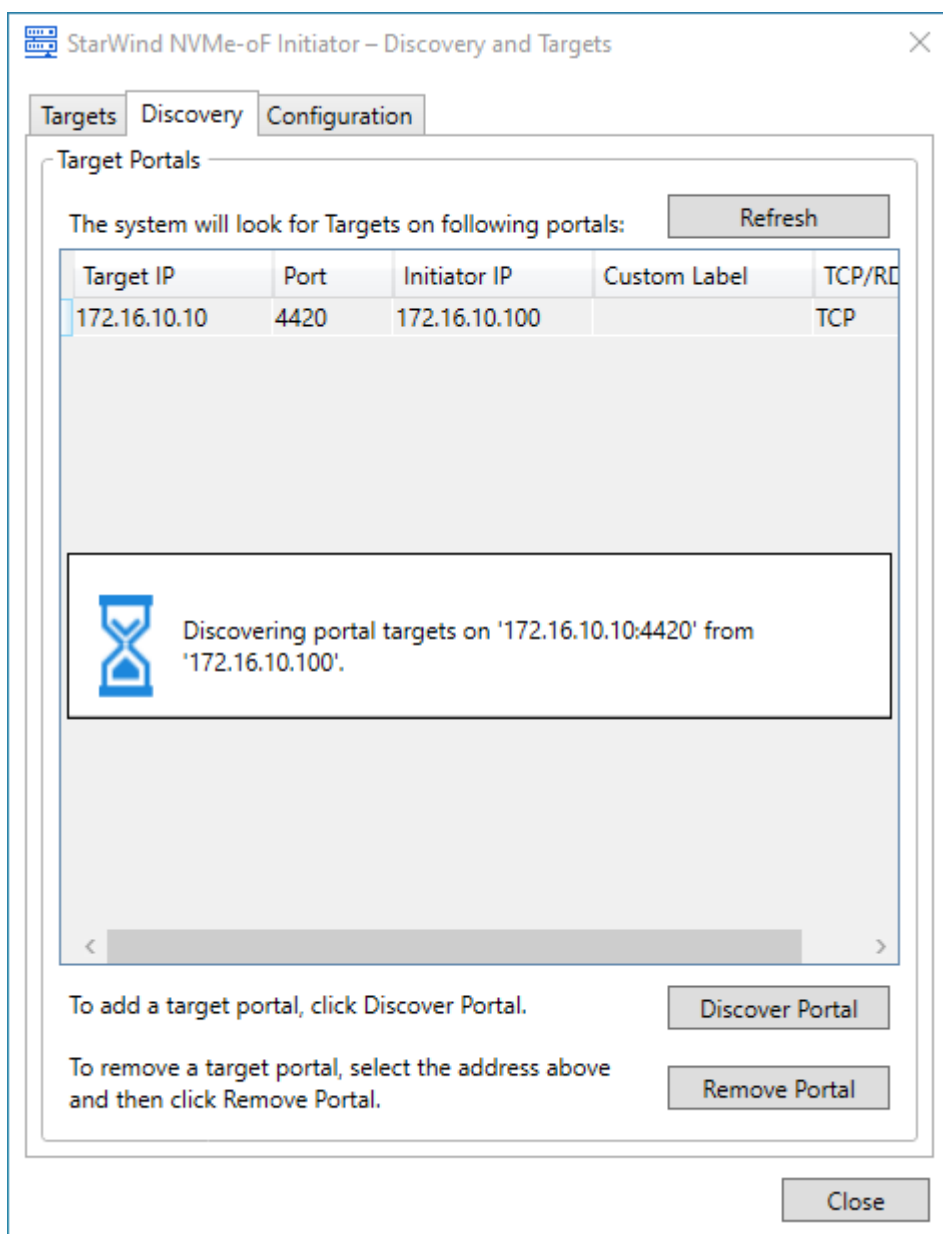 StarWind NVMe-oF Initiator – Discovery and Targets
Targets Discovery Configuration
Target Portals
The system will look for Targets on following portals: Refresh
Target IP Port Initiator IP Custom Label TCP/RD
172.16.10.10 4420 172.16.10.100 TCP
Discovering portal targets on '172.16.10.10:4420' from
'172.16.10.100'.
To add a target portal, click Discover Portal. Discover Portal
To remove a target portal, select the address above
and then click Remove Portal. Remove Portal
Close